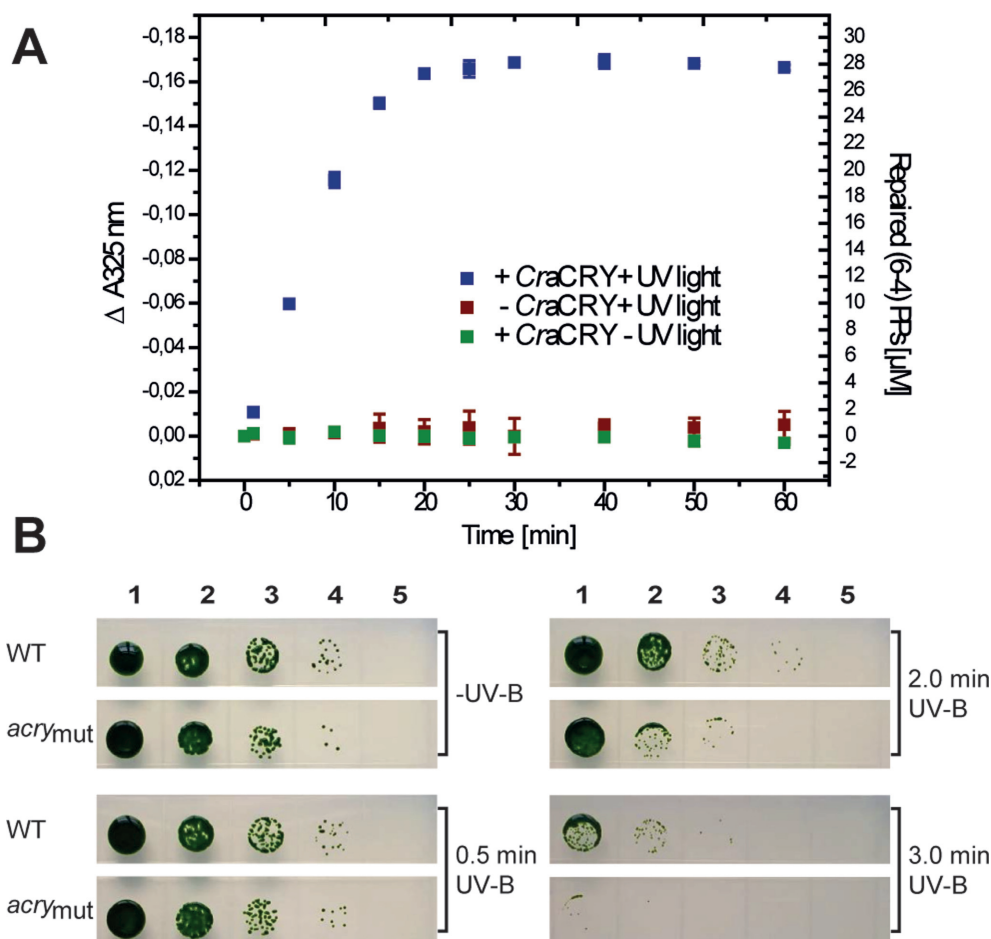 A
-0,18
-0,16
-0,14
-0,12
-0,10
-0,08
-0,06
-0,04
-0,02
0,00
0,02
Δ A325 nm
30
28
26
24
22
20
18
16
14
12
10
8
6
4
2
0
-2
Repaired (6-4) PPs [µM]
+ CraCRY + UV light
- CraCRY + UV light
+ CraCRY - UV light
0 10 20 30 40 50 60
Time [min]
B
1 2 3 4 5
WT
acrymut
-UV-B
WT
acrymut
0.5 min
UV-B
1 2 3 4 5
2.0 min
UV-B
3.0 min
UV-B